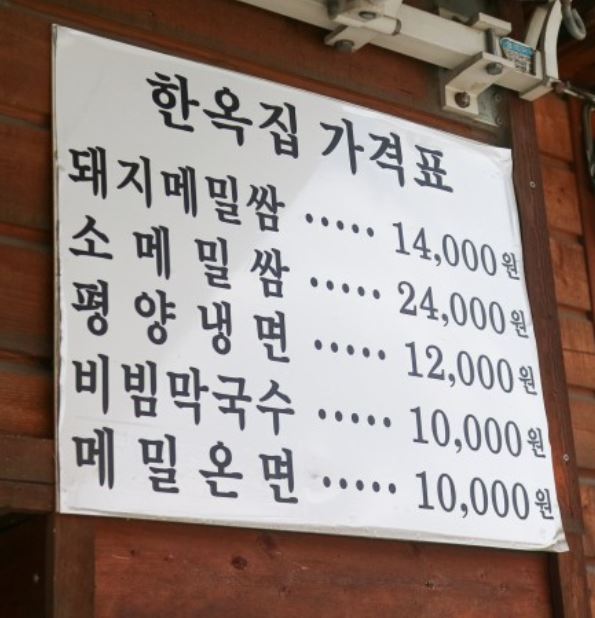 한옥집 가격표
돼지메밀쌈 ..... 14,000원
소메밀쌈 ..... 24,000원
평양냉면 ..... 12,000원
비빔막국수 ..... 10,000원
메밀온면 ..... 10,000원